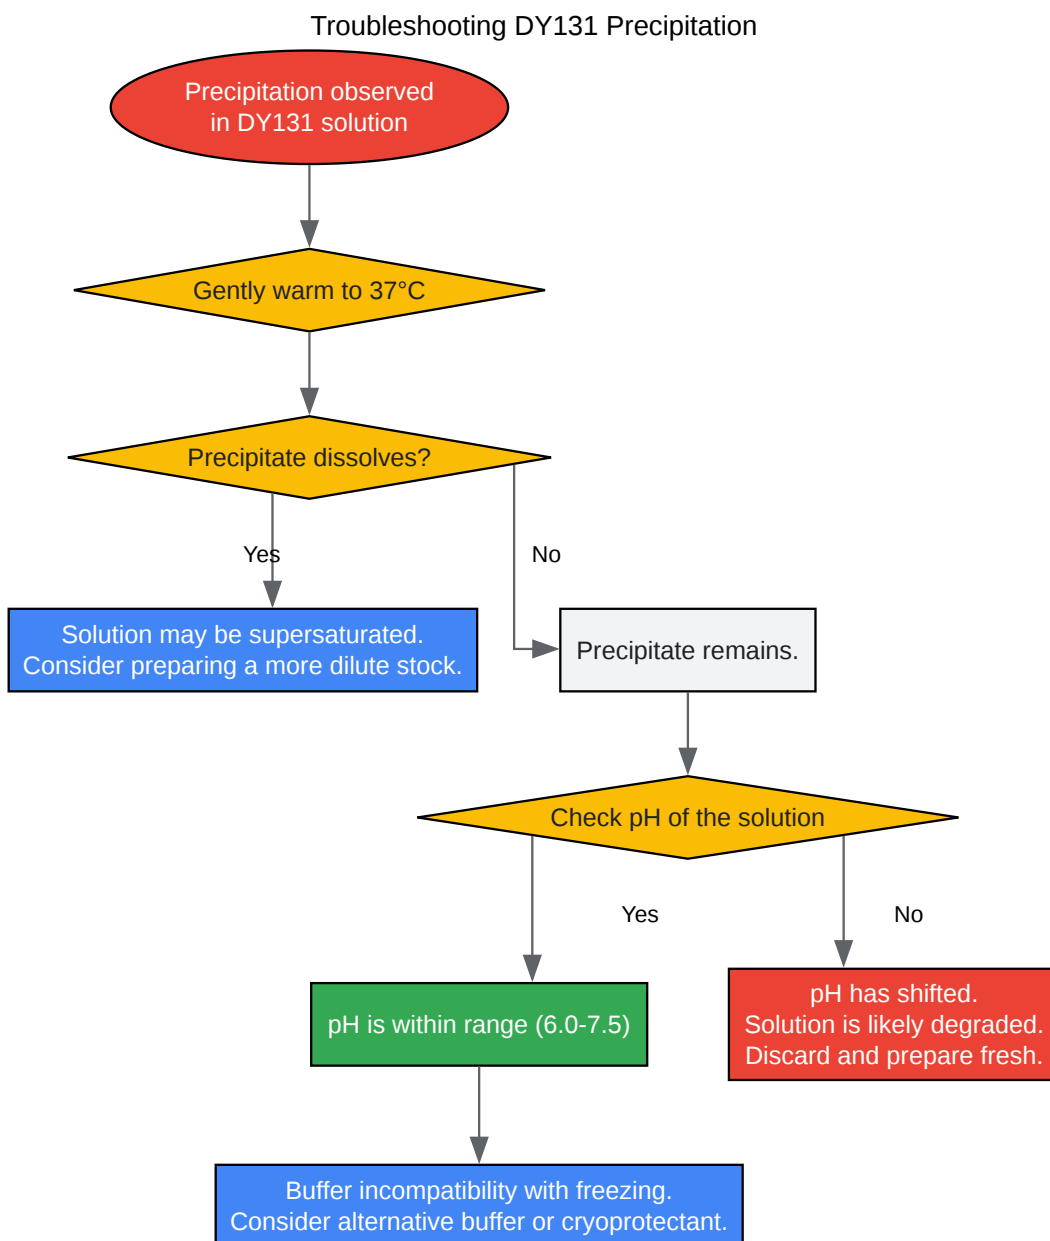 Troubleshooting DY131 Precipitation
Precipitation observed
in DY131 solution
Gently warm to 37°C
Precipitate dissolves?
Yes
No
Solution may be supersaturated.
Consider preparing a more dilute stock.
Precipitate remains.
Check pH of the solution
Yes
No
pH is within range (6.0-7.5)
pH has shifted.
Solution is likely degraded.
Discard and prepare fresh.
Buffer incompatibility with freezing.
Consider alternative buffer or cryoprotectant.